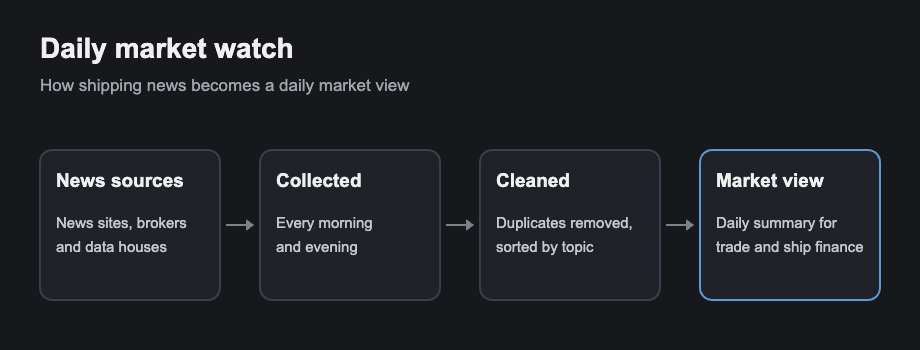 Daily market watch
How shipping news becomes a daily market view
News sources
News sites, brokers
and data houses
Collected
Every morning
and evening
Cleaned
Duplicates removed,
sorted by topic
Market view
Daily summary for
trade and ship finance